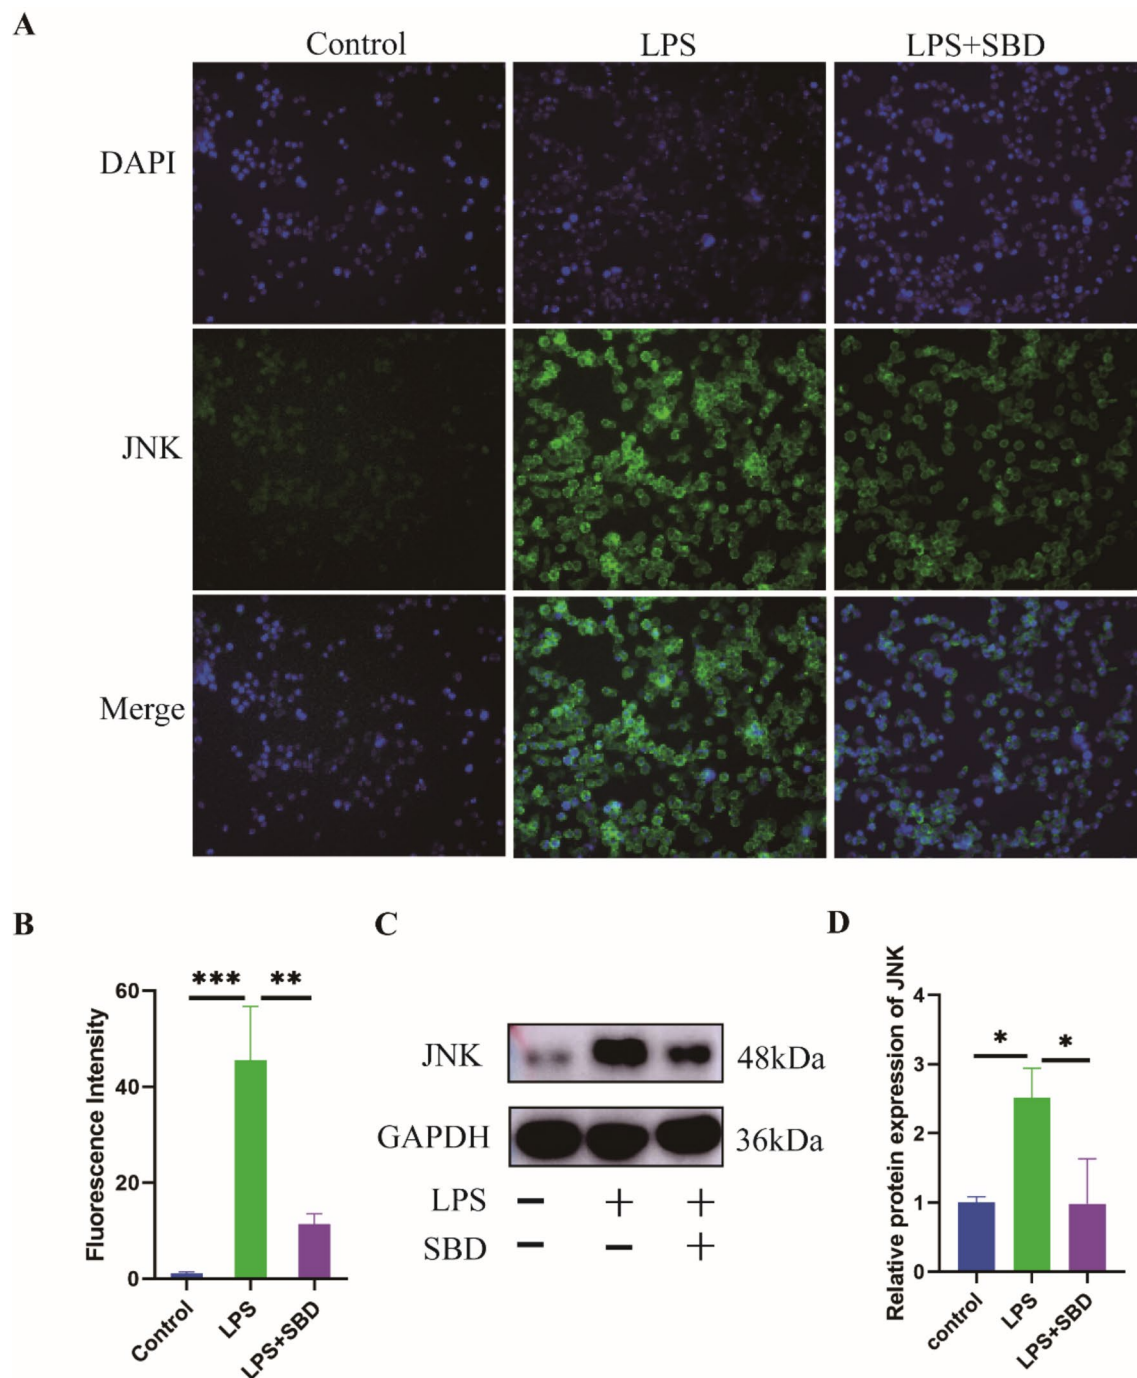 A
Control LPS LPS+SBD
DAPI
JNK
Merge
B
*** **
60
40
20
0
Fluorescence Intensity
Control LPS LPS+SBD
C
JNK 48kDa
GAPDH 36kDa
LPS − + +
SBD − − +
D
* *
4
3
2
1
0
Relative protein expression of JNK
control LPS LPS+SBD